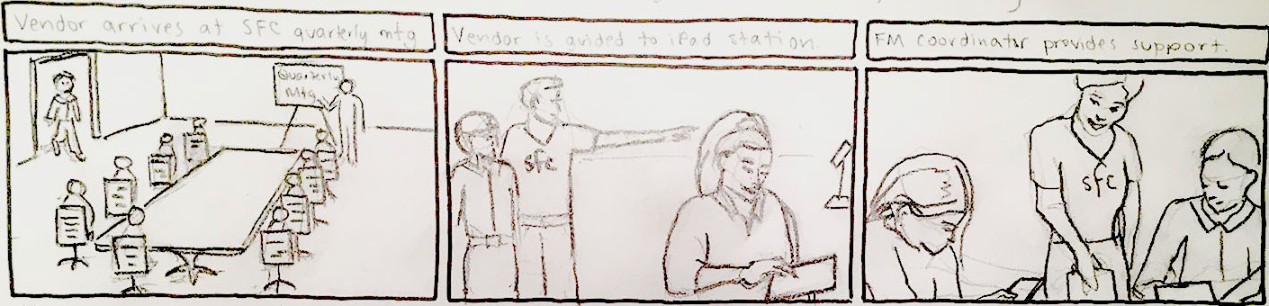 Vendor arrives at SFC quarterly mtg
Quarterly
Mtg
Vendor is guided to iPad station.
SFC
FM Coordinator provides support.
SFC